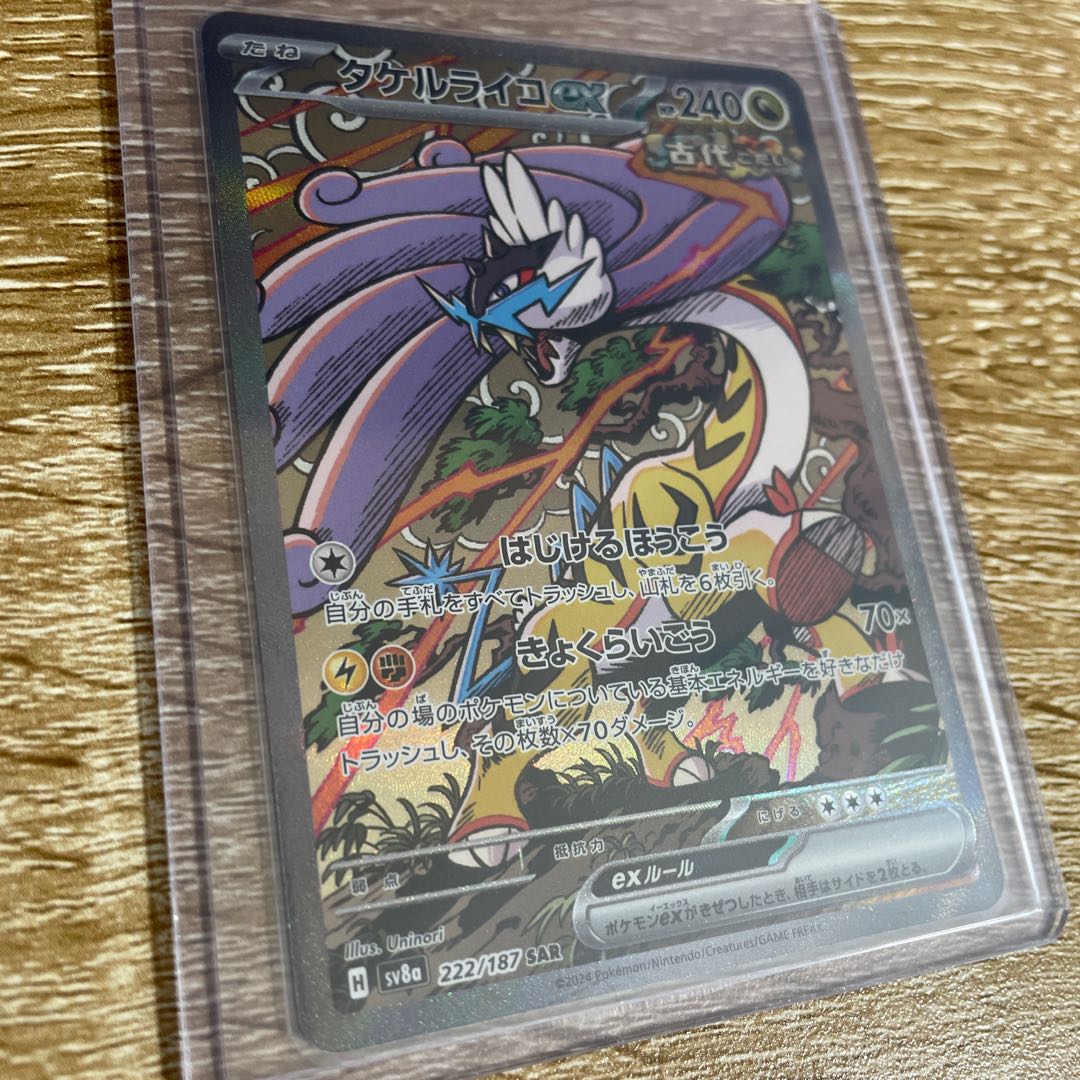 たね
タケルライコex
HP240
古代 こだい
はじけるほうこう
自分の手札をすべてトラッシュし、山札を6枚引く。
きょくらいごう 70×
自分の場のポケモンについている基本エネルギーを好きなだけ
トラッシュし、その枚数×70ダメージ。
弱点 抵抗力 にげる
exルール
ポケモンexがきぜつしたとき、相手はサイドを2枚とる。
Illus. Uninori
H sv8a 222/187 SAR
©2024 Pokémon/Nintendo/Creatures/GAME FREAK